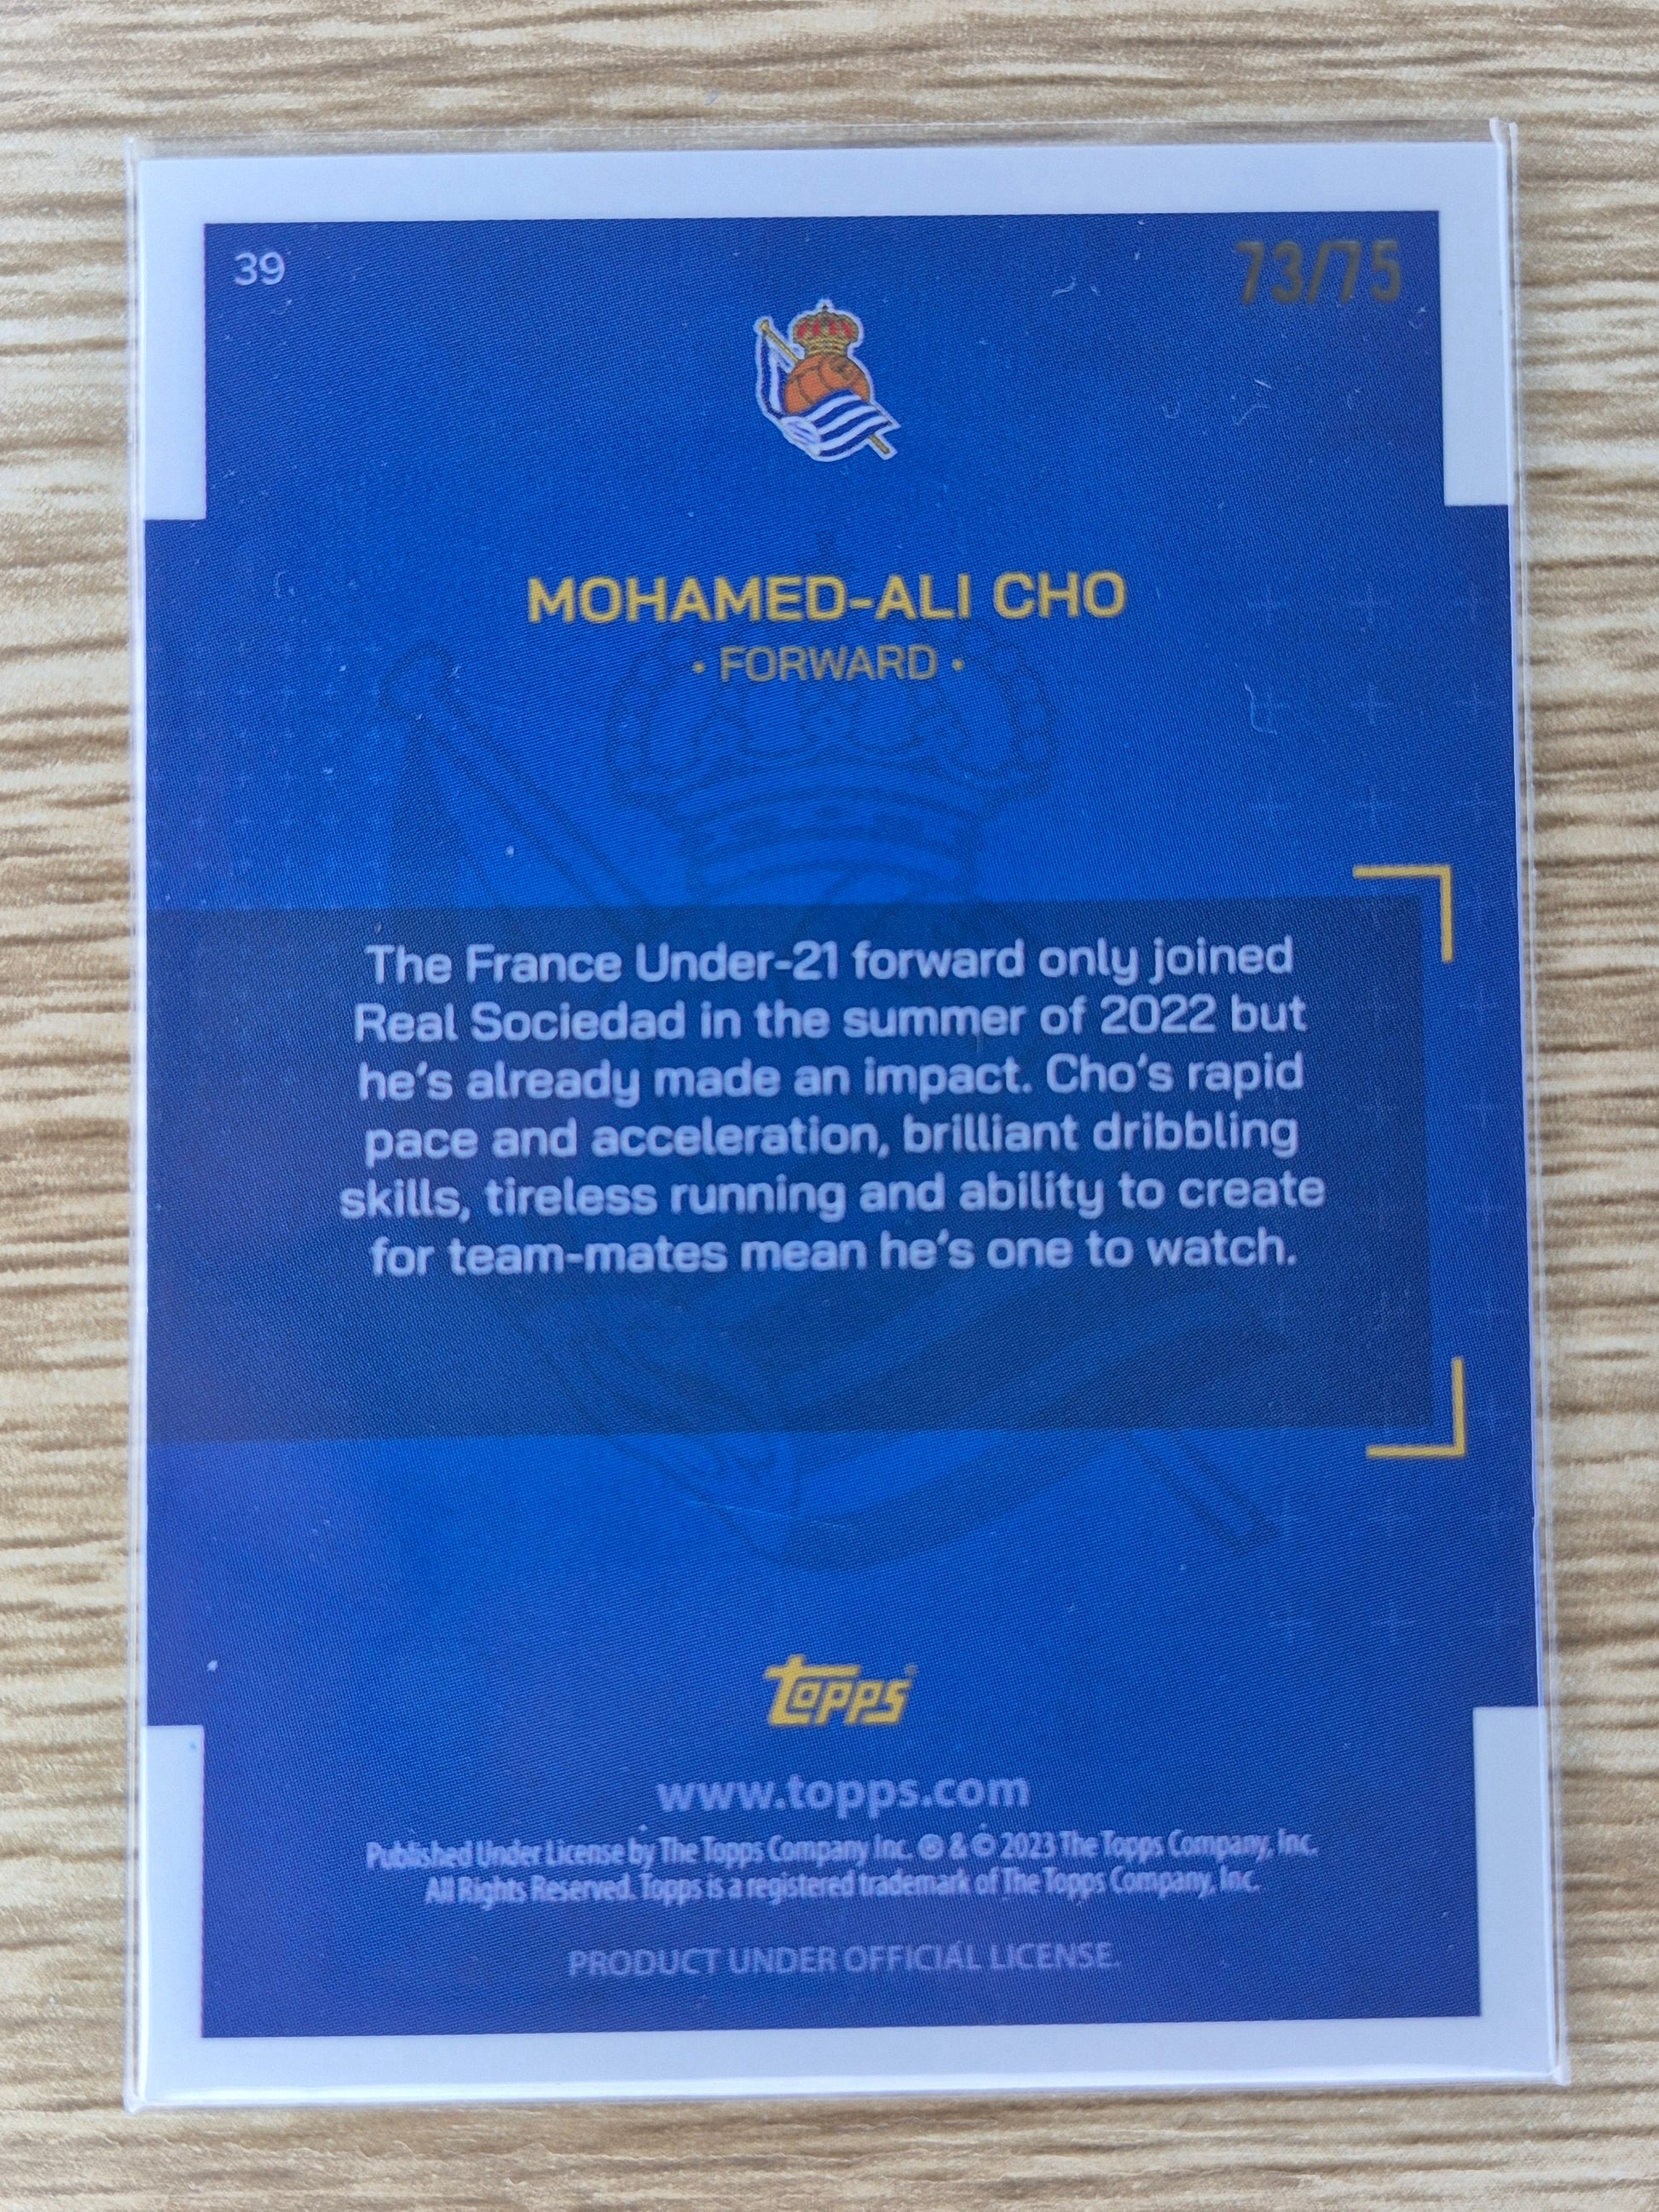 39
73/75
MOHAMED-ALI CHO
• FORWARD •
The France Under-21 forward only joined
Real Sociedad in the summer of 2022 but
he's already made an impact. Cho's rapid
pace and acceleration, brilliant dribbling
skills, tireless running and ability to create
for team-mates mean he's one to watch.
topps®
www.topps.com
Published Under License by The Topps Company Inc. ® & © 2023 The Topps Company, Inc.
All Rights Reserved. Topps is a registered trademark of The Topps Company, Inc.
PRODUCT UNDER OFFICIAL LICENSE.